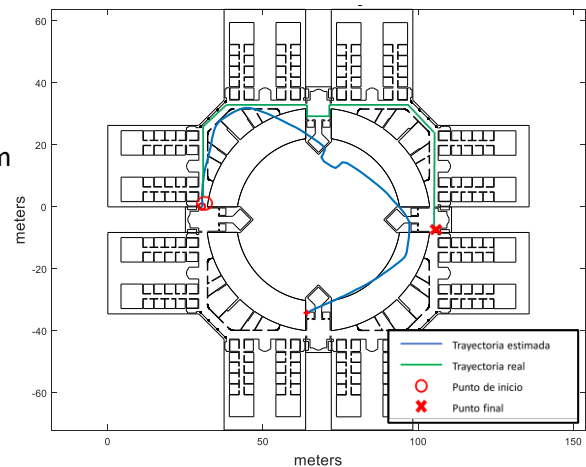 60
40
20
0
-20
-40
-60
m
meters
0
50
100
150
meters
Trayectoria estimada
Trayectoria real
Punto de inicio
Punto final